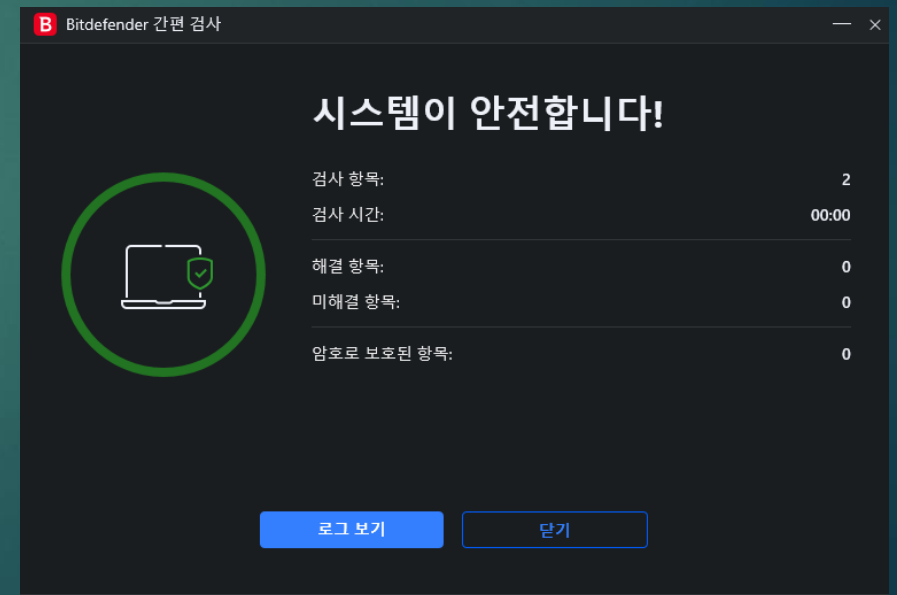 B Bitdefender 간편 검사
시스템이 안전합니다!
검사 항목: 2
검사 시간: 00:00
해결 항목: 0
미해결 항목: 0
암호로 보호된 항목: 0
로그 보기 닫기